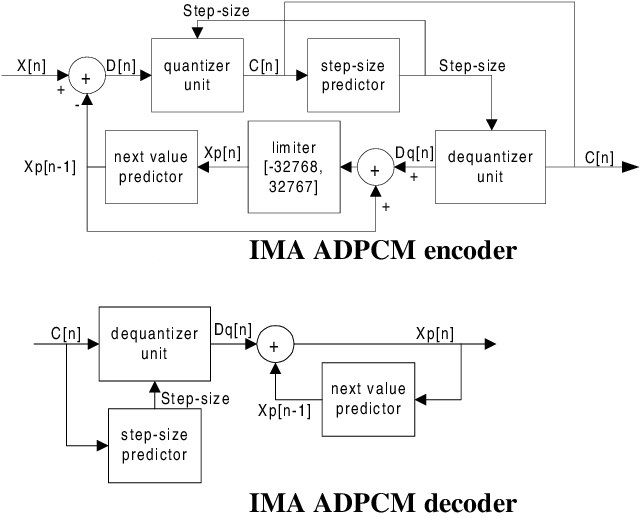 Step-size
X[n]
+
+
-
D[n]
quantizer
unit
C[n]
step-size
predictor
Step-size
Xp[n-1]
next value
predictor
Xp[n]
limiter
[-32768,
32767]
+
+
Dq[n]
+
dequantizer
unit
C[n]
IMA ADPCM encoder
C[n]
dequantizer
unit
Dq[n]
+
Xp[n]
Step-size
step-size
predictor
Xp[n-1]
next value
predictor
IMA ADPCM decoder